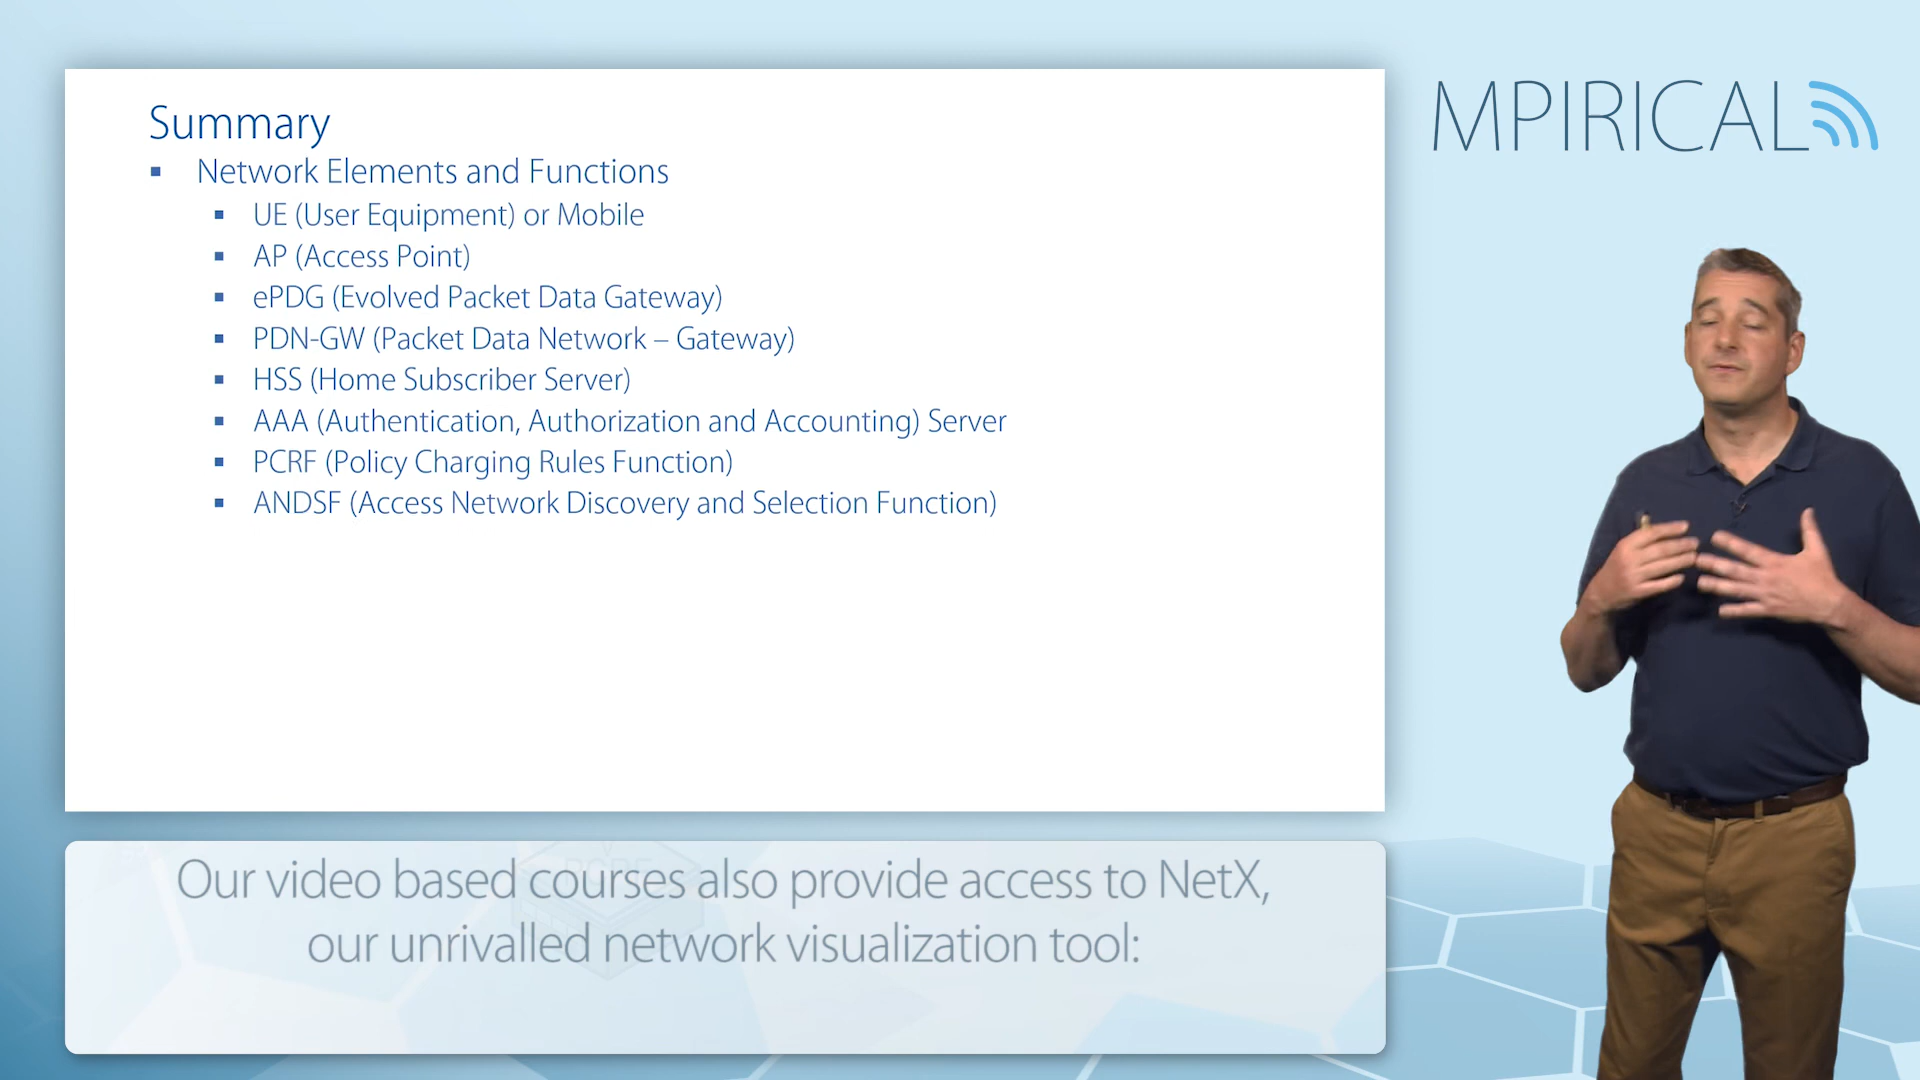 MPIRICAL
Summary
Network Elements and Functions
UE (User Equipment) or Mobile
AP (Access Point)
ePDG (Evolved Packet Data Gateway)
PDN-GW (Packet Data Network – Gateway)
HSS (Home Subscriber Server)
AAA (Authentication, Authorization and Accounting) Server
PCRF (Policy Charging Rules Function)
ANDSF (Access Network Discovery and Selection Function)
Our video based courses also provide access to NetX,
our unrivalled network visualization tool: